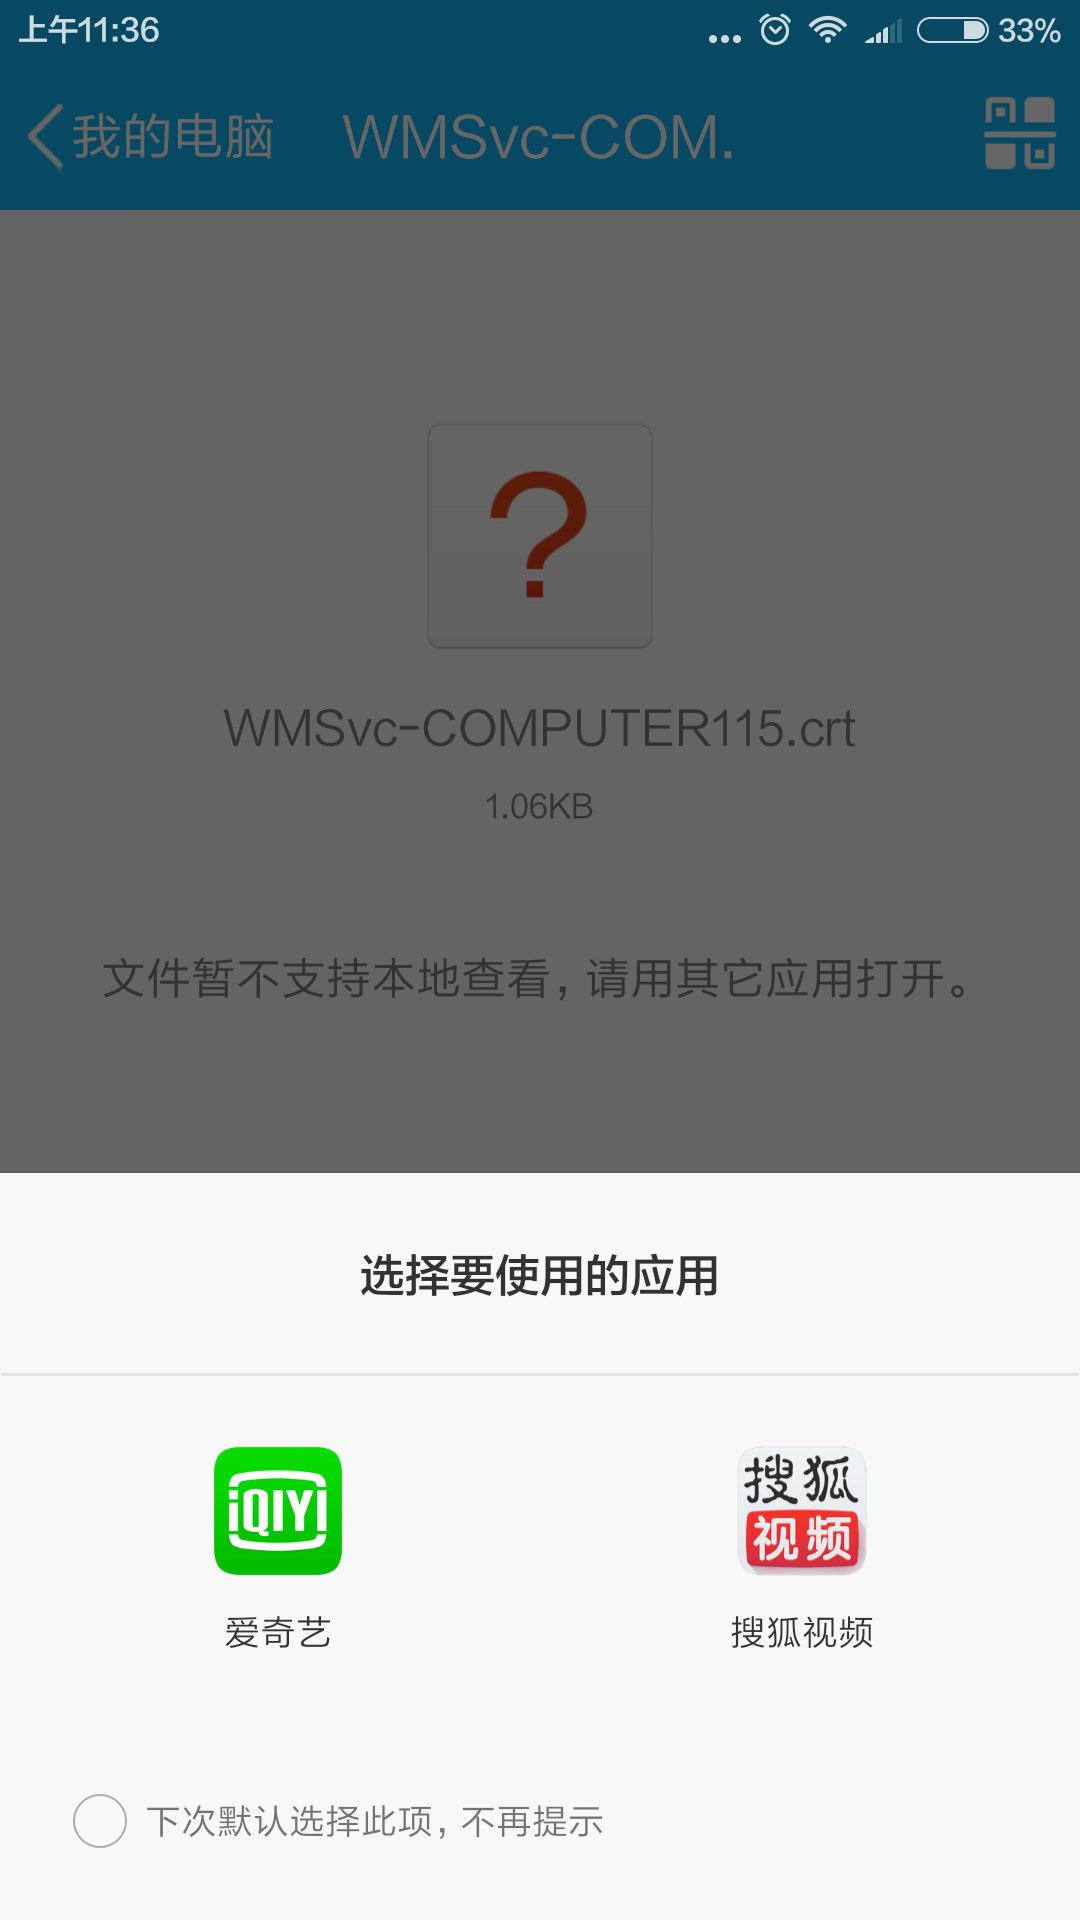 上午11:36
33%
我的电脑
WMSvc-COM.
?
WMSvc-COMPUTER115.crt
1.06KB
文件暂不支持本地查看,请用其它应用打开。
选择要使用的应用
iQIYI
搜狐
视频
爱奇艺
搜狐视频
下次默认选择此项,不再提示